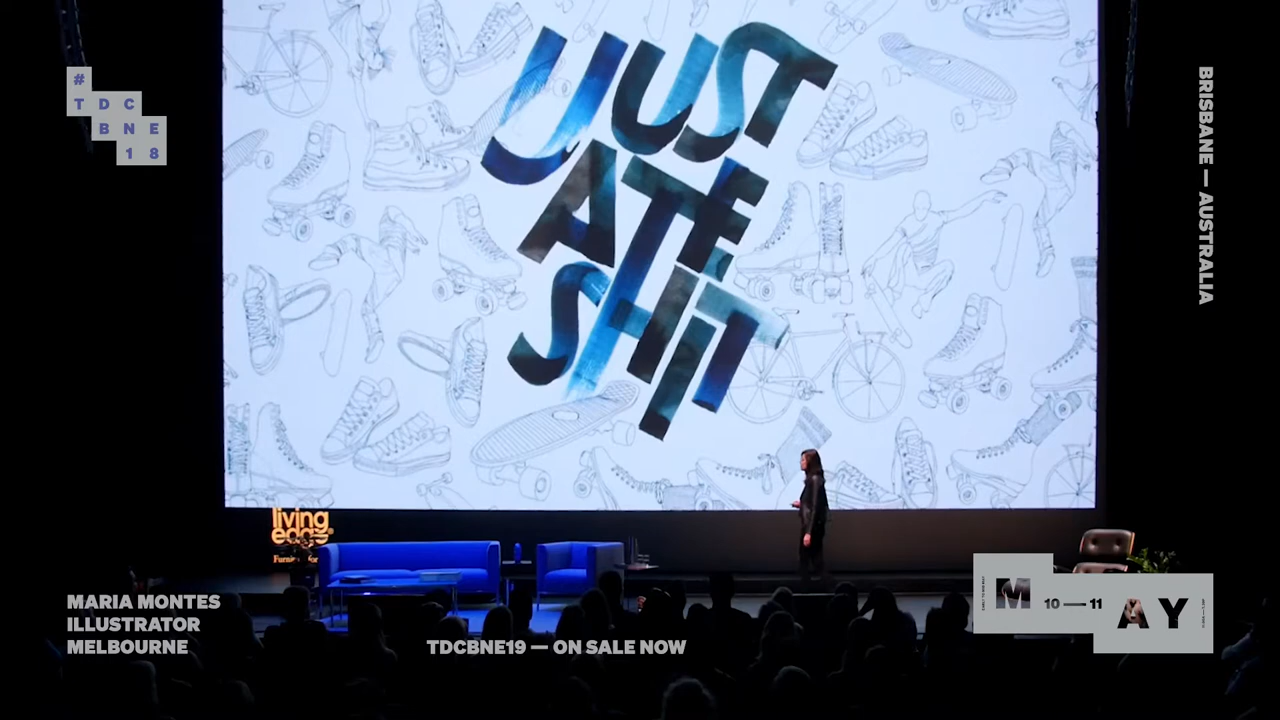 I JUST
ATE
SHIT
#
TDC
BNE
18
BRISBANE — AUSTRALIA
living
edge
MARIA MONTES
ILLUSTRATOR
MELBOURNE
TDCBNE19 — ON SALE NOW
M
10 — 11
AY